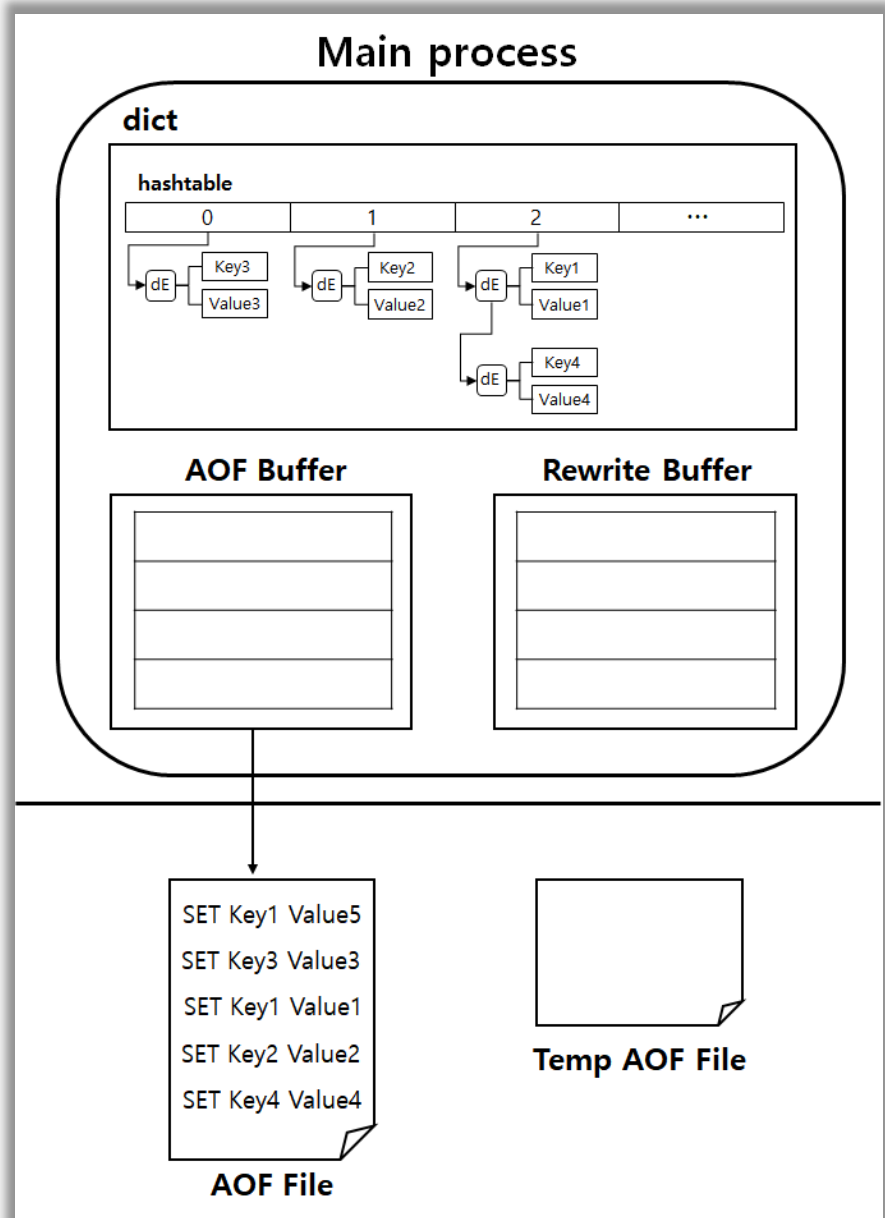 Main process
dict
hashtable
0 1 2 ...
Key3 Key2 Key1
dE dE dE
Value3 Value2 Value1
Key4
dE
Value4
AOF Buffer Rewrite Buffer
SET Key1 Value5
SET Key3 Value3
SET Key1 Value1
SET Key2 Value2
SET Key4 Value4
AOF File
Temp AOF File